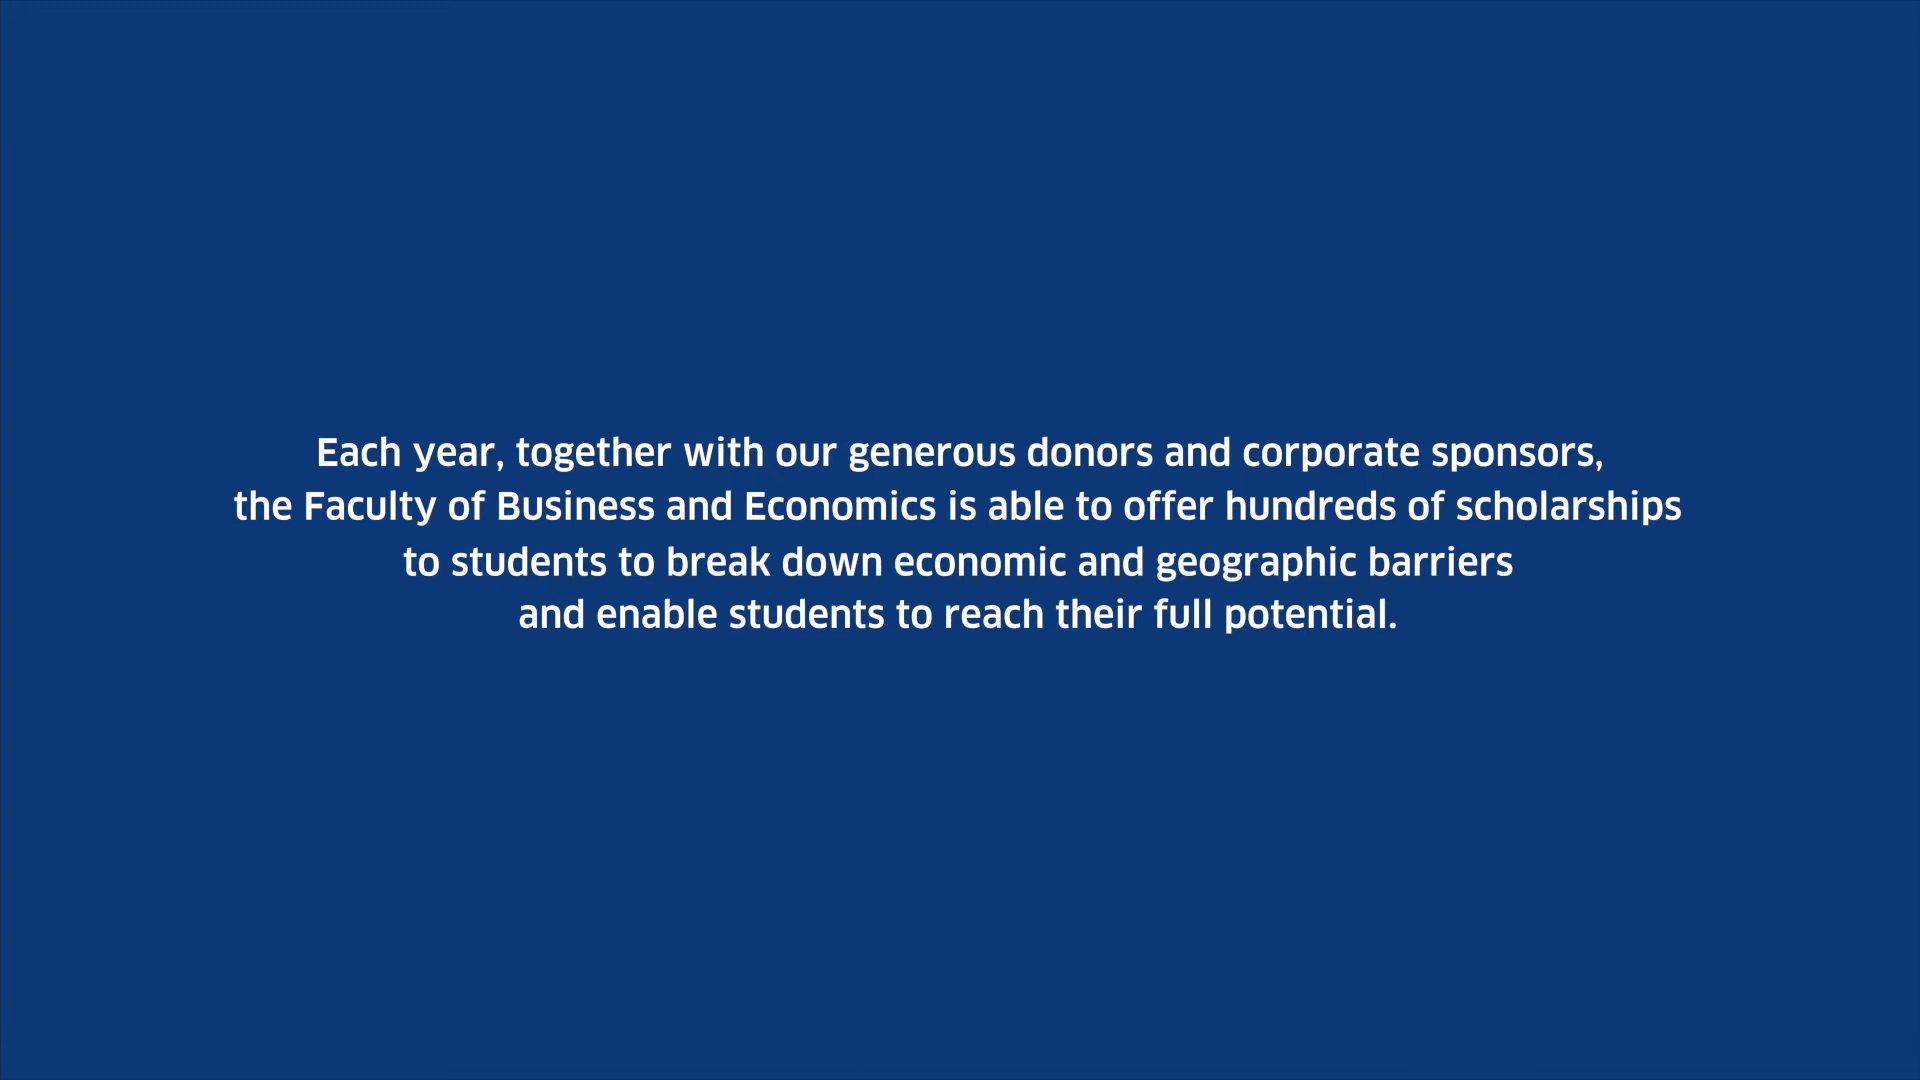 Each year, together with our generous donors and corporate sponsors,
the Faculty of Business and Economics is able to offer hundreds of scholarships
to students to break down economic and geographic barriers
and enable students to reach their full potential.